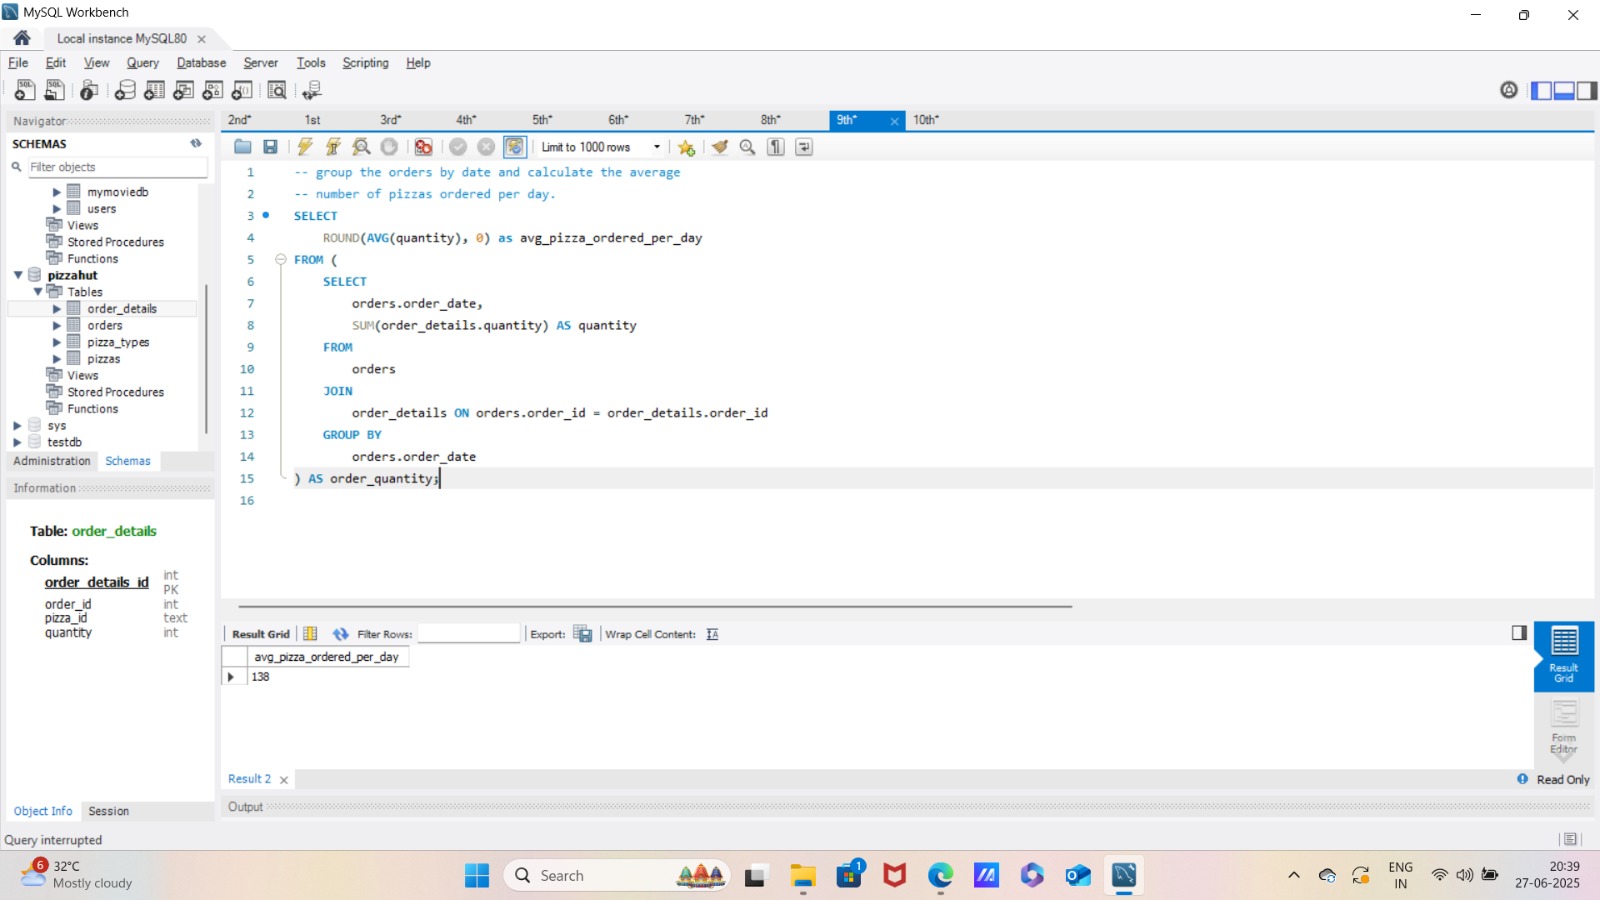 MySQL Workbench
Local instance MySQL80
File Edit View Query Database Server Tools Scripting Help
Navigator
SCHEMAS
Filter objects
mymoviedb
users
Views
Stored Procedures
Functions
pizzahut
Tables
order_details
orders
pizza_types
pizzas
Views
Stored Procedures
Functions
sys
testdb
Administration Schemas
Information
Table: order_details
Columns:
order_details_id int PK
order_id int
pizza_id text
quantity int
Object Info Session
2nd* 1st 3rd* 4th* 5th* 6th* 7th* 8th* 9th* 10th*
Limit to 1000 rows
1 -- group the orders by date and calculate the average
2 -- number of pizzas ordered per day.
3 SELECT
4 ROUND(AVG(quantity), 0) as avg_pizza_ordered_per_day
5 FROM (
6 SELECT
7 orders.order_date,
8 SUM(order_details.quantity) AS quantity
9 FROM
10 orders
11 JOIN
12 order_details ON orders.order_id = order_details.order_id
13 GROUP BY
14 orders.order_date
15 ) AS order_quantity;
16
Result Grid Filter Rows: Export: Wrap Cell Content:
avg_pizza_ordered_per_day
138
Result Grid
Form Editor
Result 2
Read Only
Output
Query interrupted
6
32°C
Mostly cloudy
Search
1
ENG
IN
20:39
27-06-2025